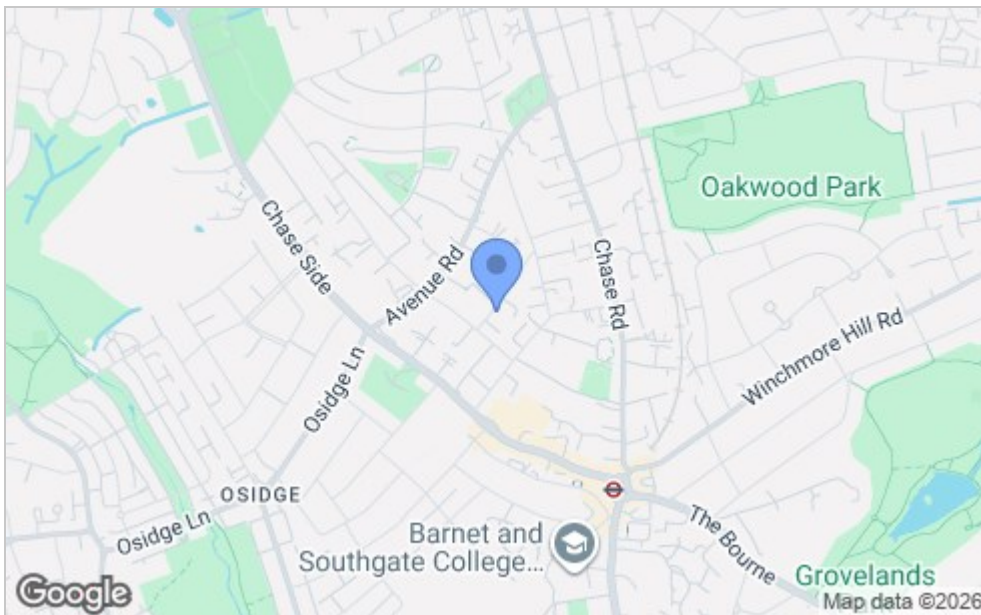 Oakwood Park
Chase Side
Avenue Rd
Chase Rd
Winchmore Hill Rd
Osidge Ln
OSIDGE
Osidge Ln
Barnet and
Southgate College...
The Bourne
Grovelands
Google
Map data ©2026